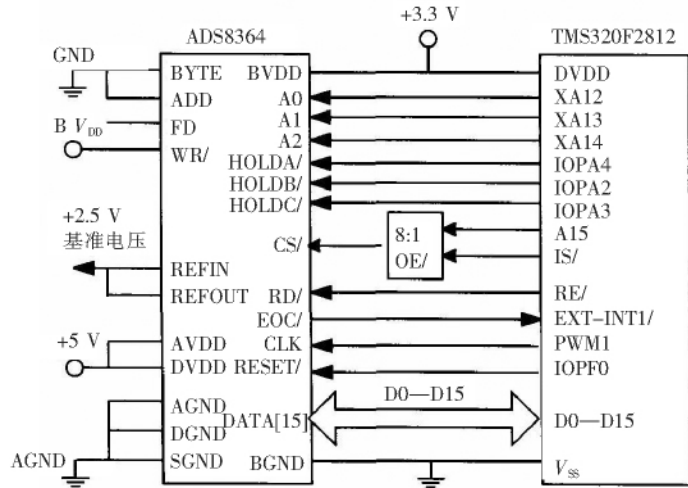 +3.3 V
ADS8364
TMS320F2812
GND
BYTE
BVDD
DVDD
ADD
A0
XA12
FD
A1
XA13
B VDD
WR/
A2
XA14
HOLDA/
IOPA4
HOLDB/
IOPA2
HOLDC/
IOPA3
+2.5 V
基准电压
CS/
8:1
OE/
A15
IS/
REFIN
REFOUT
RD/
RE/
EOC/
EXT-INT1/
+5 V
AVDD
CLK
PWM1
DVDD
RESET/
IOPF0
D0—D15
AGND
DATA[15]
D0—D15
DGND
AGND
SGND
BGND
VSS